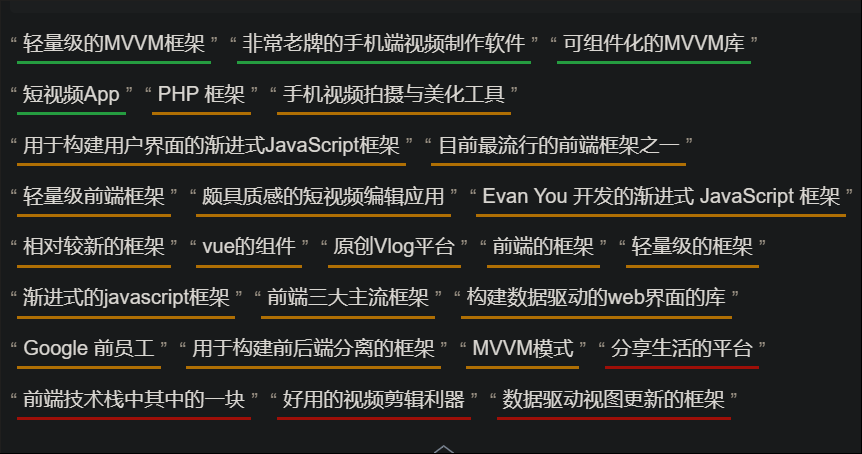 “ 轻量级的MVVM框架 ” “ 非常老牌的手机端视频制作软件 ” “ 可组件化的MVVM库 ”
“ 短视频App ” “ PHP 框架 ” “ 手机视频拍摄与美化工具 ”
“ 用于构建用户界面的渐进式JavaScript框架 ” “ 目前最流行的前端框架之一 ”
“ 轻量级前端框架 ” “ 颇具质感的短视频编辑应用 ” “ Evan You 开发的渐进式 JavaScript 框架 ”
“ 相对较新的框架 ” “ vue的组件 ” “ 原创Vlog平台 ” “ 前端的框架 ” “ 轻量级的框架 ”
“ 渐进式的javascript框架 ” “ 前端三大主流框架 ” “ 构建数据驱动的web界面的库 ”
“ Google 前员工 ” “ 用于构建前后端分离的框架 ” “ MVVM模式 ” “ 分享生活的平台 ”
“ 前端技术栈中其中的一块 ” “ 好用的视频剪辑利器 ” “ 数据驱动视图更新的框架 ”